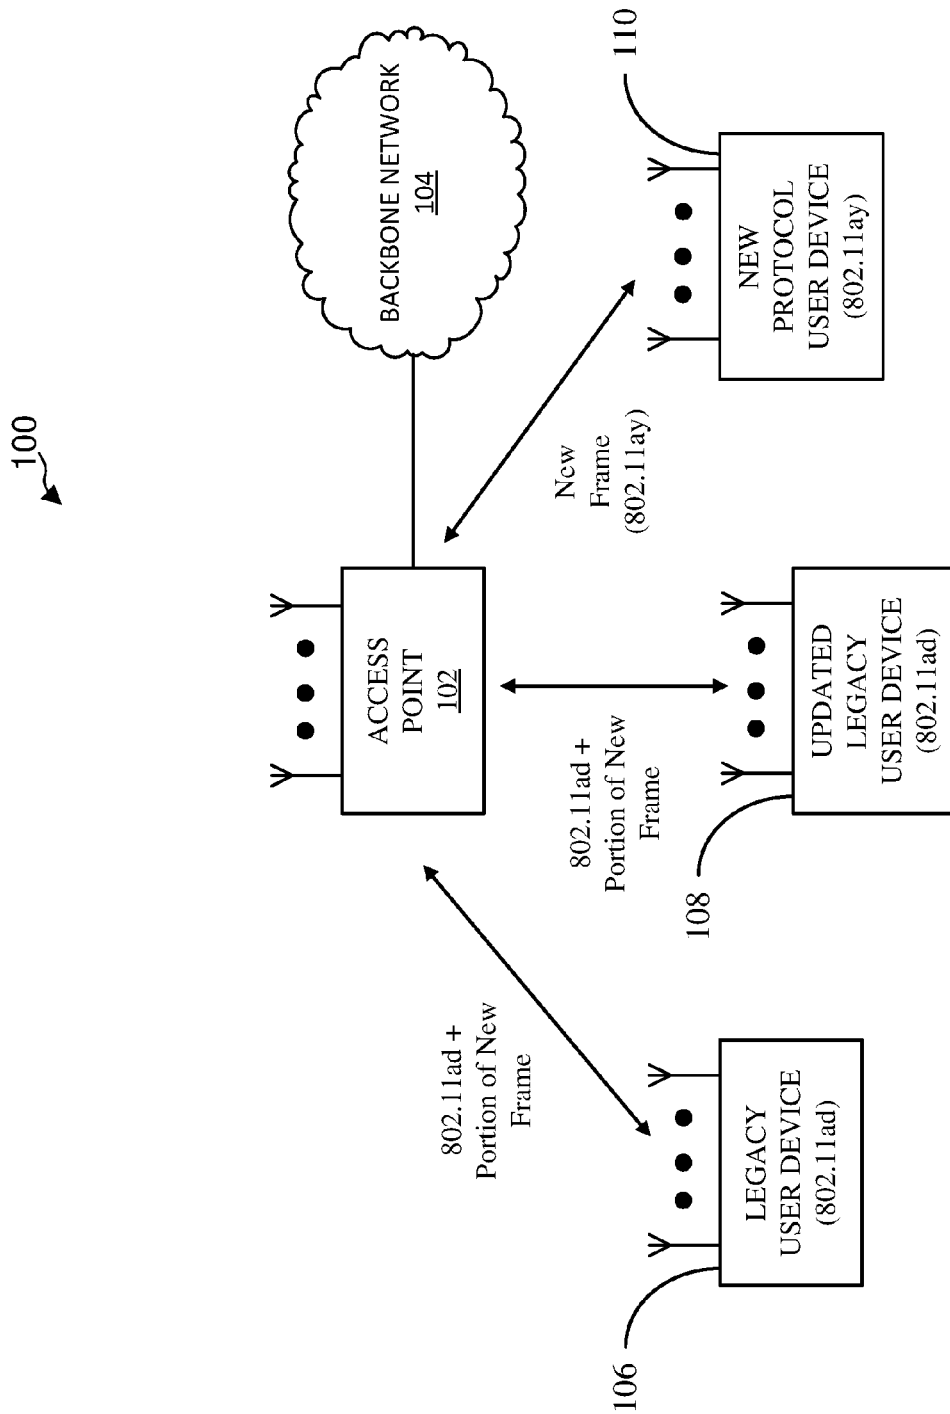 100
BACKBONE NETWORK
104
ACCESS
POINT
102
802.11ad +
Portion of New
Frame
802.11ad +
Portion of New
Frame
New
Frame
(802.11ay)
106
LEGACY
USER DEVICE
(802.11ad)
108
UPDATED
LEGACY
USER DEVICE
(802.11ad)
110
NEW
PROTOCOL
USER DEVICE
(802.11ay)